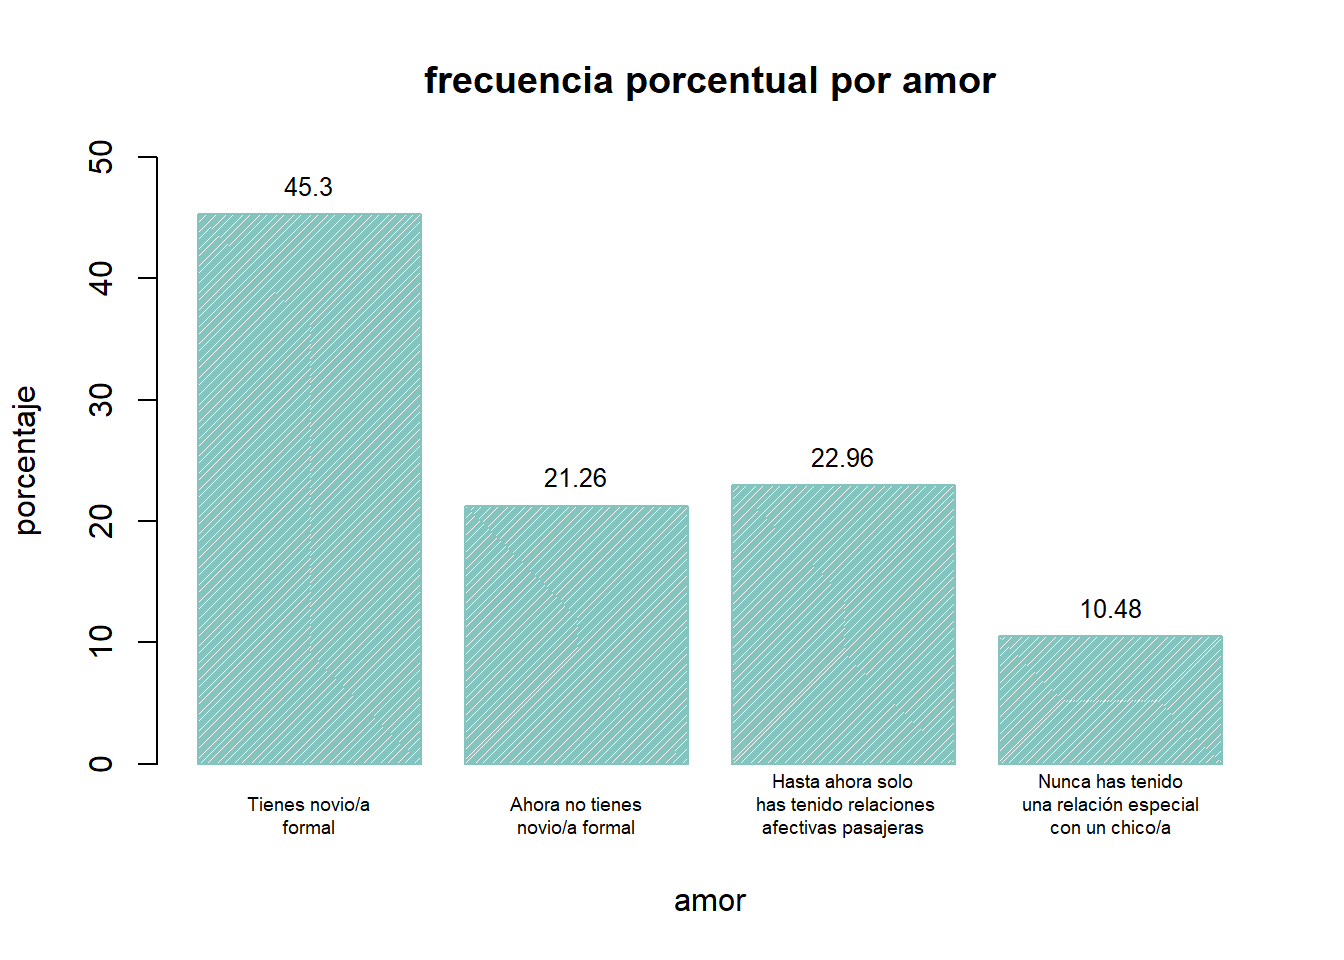 frecuencia porcentual por amor
porcentaje
50
40
30
20
10
0
45.3
21.26
22.96
10.48
Tienes novio/a
formal
Ahora no tienes
novio/a formal
Hasta ahora solo
has tenido relaciones
afectivas pasajeras
Nunca has tenido
una relación especial
con un chico/a
amor